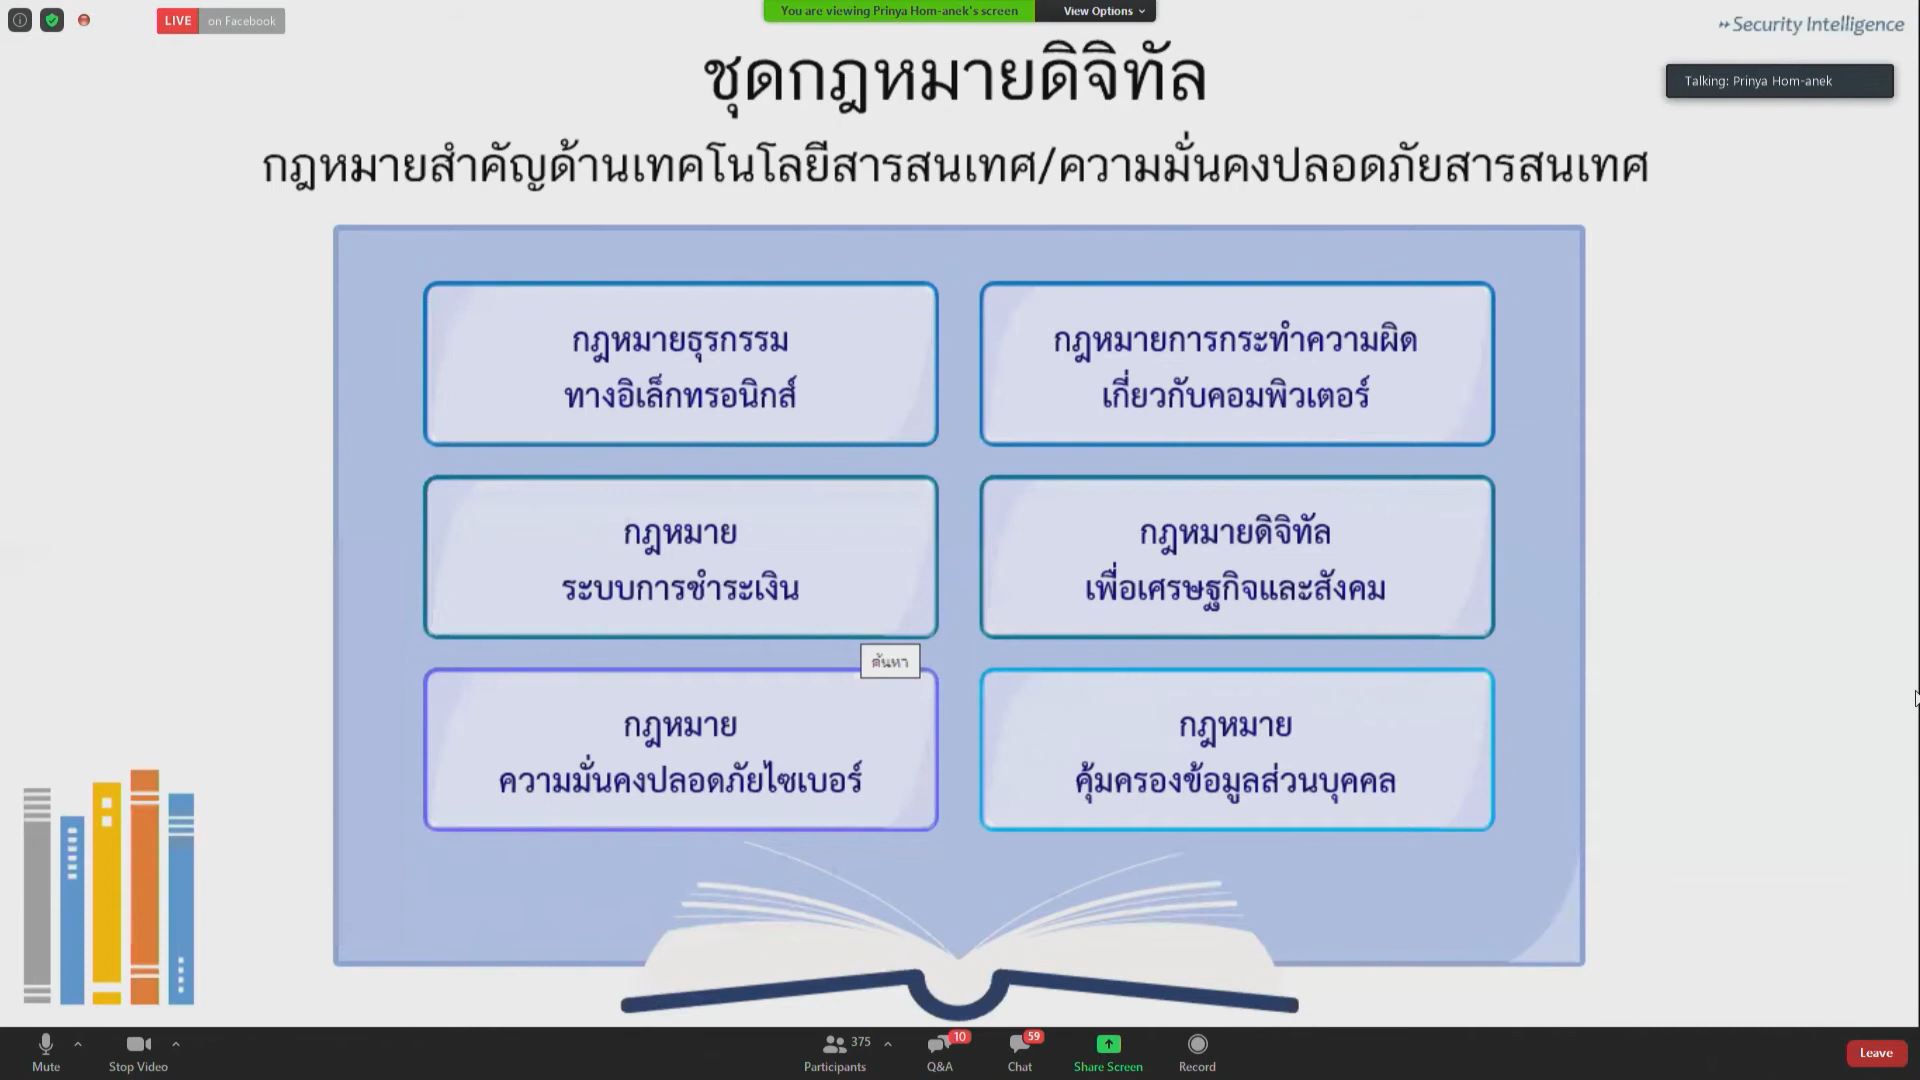 LIVE on Facebook
You are viewing Prinya Hom-anek's screen
View Options
Security Intelligence
Talking: Prinya Hom-anek
ชุดกฎหมายดิจิทัล
กฎหมายสำคัญด้านเทคโนโลยีสารสนเทศ/ความมั่นคงปลอดภัยสารสนเทศ
กฎหมายธุรกรรม
ทางอิเล็กทรอนิกส์
กฎหมายการกระทำความผิด
เกี่ยวกับคอมพิวเตอร์
กฎหมาย
ระบบการชำระเงิน
กฎหมายดิจิทัล
เพื่อเศรษฐกิจและสังคม
ค้นหา
กฎหมาย
ความมั่นคงปลอดภัยไซเบอร์
กฎหมาย
คุ้มครองข้อมูลส่วนบุคคล
Mute
Stop Video
375
Participants
10
Q&A
59
Chat
Share Screen
Record
Leave